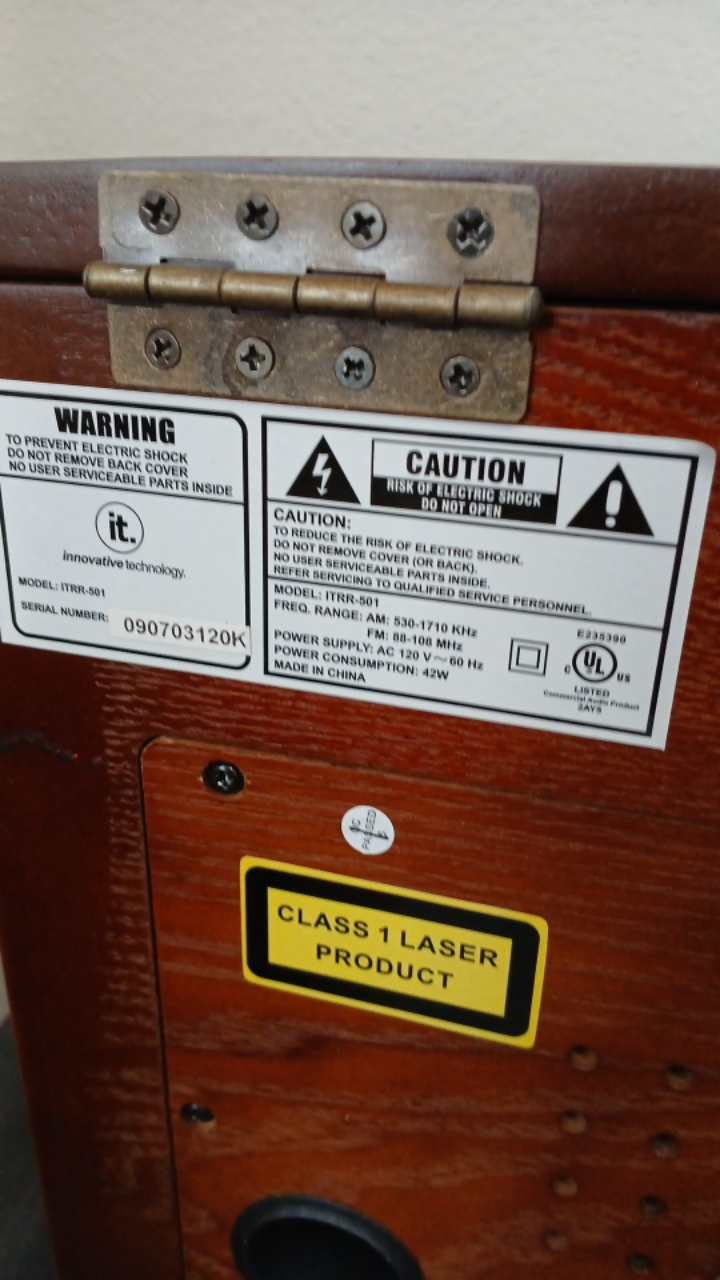 WARNING
TO PREVENT ELECTRIC SHOCK
DO NOT REMOVE BACK COVER
NO USER SERVICEABLE PARTS INSIDE
it.
innovative technology.
MODEL: ITRR-501
SERIAL NUMBER: 090703120K
CAUTION
RISK OF ELECTRIC SHOCK
DO NOT OPEN
CAUTION:
TO REDUCE THE RISK OF ELECTRIC SHOCK.
DO NOT REMOVE COVER (OR BACK).
NO USER SERVICEABLE PARTS INSIDE.
REFER SERVICING TO QUALIFIED SERVICE PERSONNEL.
MODEL: ITRR-501
FREQ. RANGE: AM: 530-1710 KHz
FM: 88-108 MHz
POWER SUPPLY: AC 120 V~60 Hz
POWER CONSUMPTION: 42W
MADE IN CHINA
E235390
C UL US
LISTED
Commercial Audio Product
2AY5
QC
PASSED
CLASS 1 LASER
PRODUCT